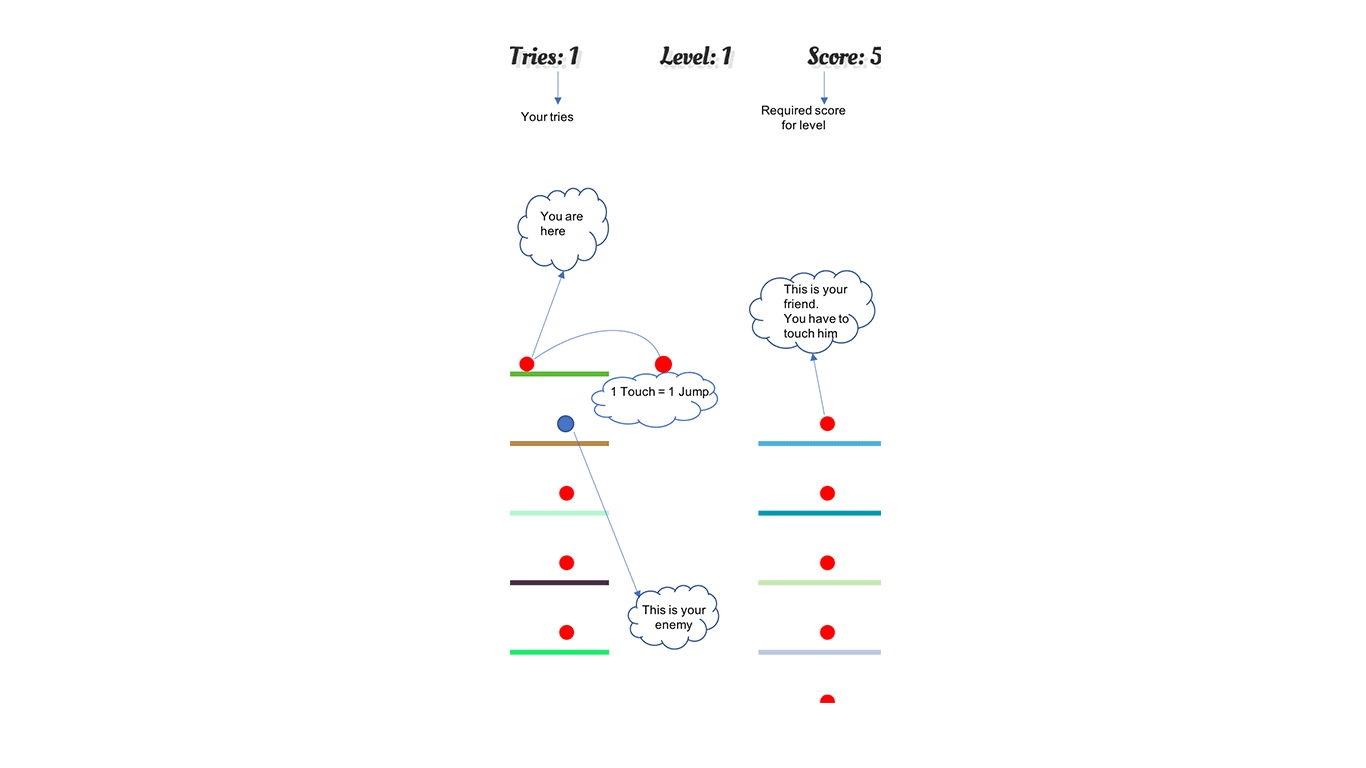 Tries: 1 Level: 1 Score: 5
Your tries
Required score
for level
You are
here
This is your
friend.
You have to
touch him
1 Touch = 1 Jump
This is your
enemy